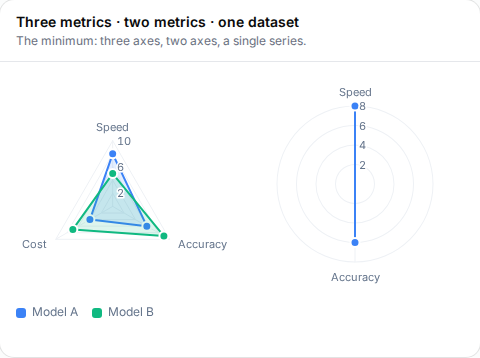 Three metrics · two metrics · one dataset
The minimum: three axes, two axes, a single series.
Speed
10
6
2
Cost
Accuracy
Speed
8
6
4
2
Accuracy
Model A
Model B